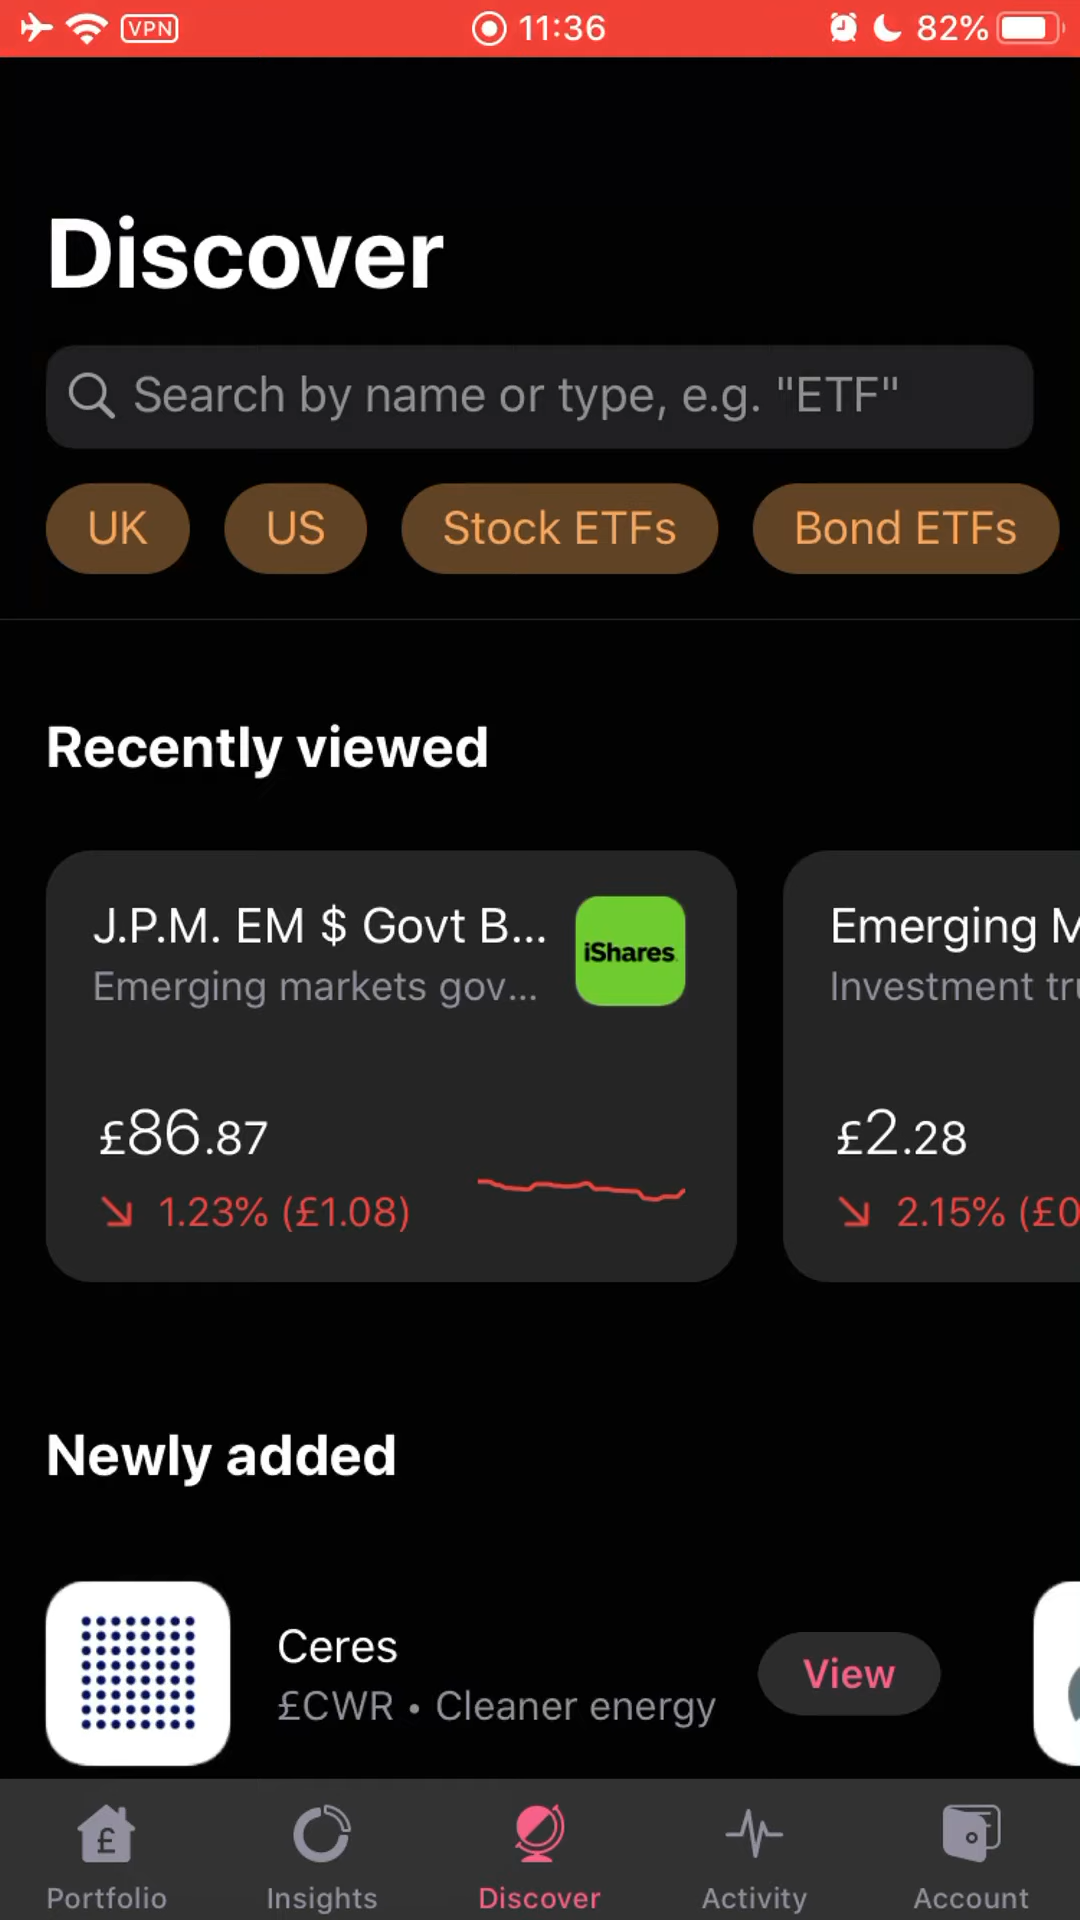 VPN 11:36 82%
Discover
Search by name or type, e.g. "ETF"
UK US Stock ETFs Bond ETFs
Recently viewed
J.P.M. EM $ Govt B...
Emerging markets gov...
iShares
£86.87
1.23% (£1.08)
Emerging M
Investment tru
£2.28
2.15% (£0
Newly added
Ceres
£CWR • Cleaner energy
View
Portfolio Insights Discover Activity Account